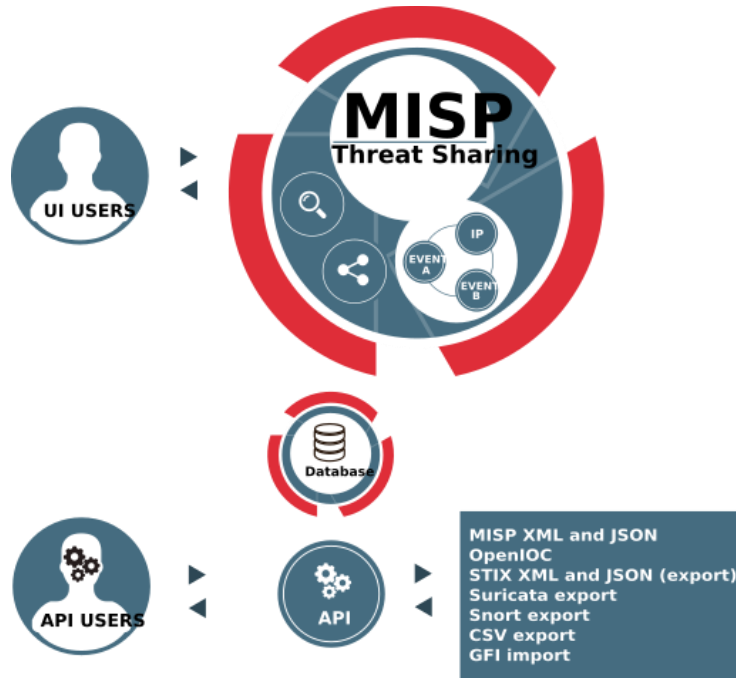 MISP
Threat Sharing
UI USERS
IP
EVENT
A
EVENT
B
Database
API USERS
API
MISP XML and JSON
OpenIOC
STIX XML and JSON (export)
Suricata export
Snort export
CSV export
GFI import